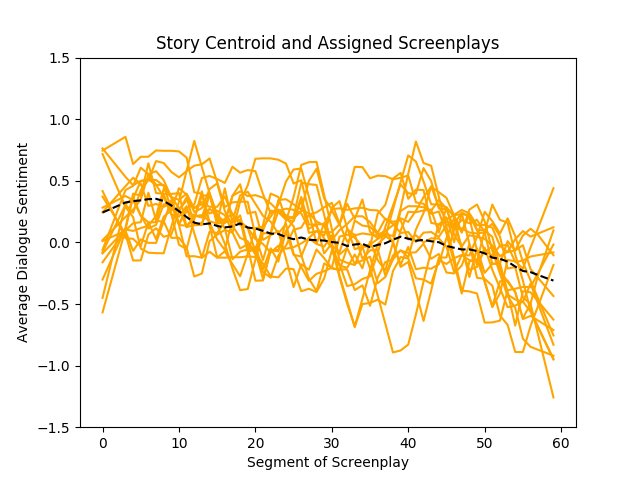 Story Centroid and Assigned Screenplays
1.5
1.0
0.5
0.0
−0.5
−1.0
−1.5
Average Dialogue Sentiment
0 10 20 30 40 50 60
Segment of Screenplay